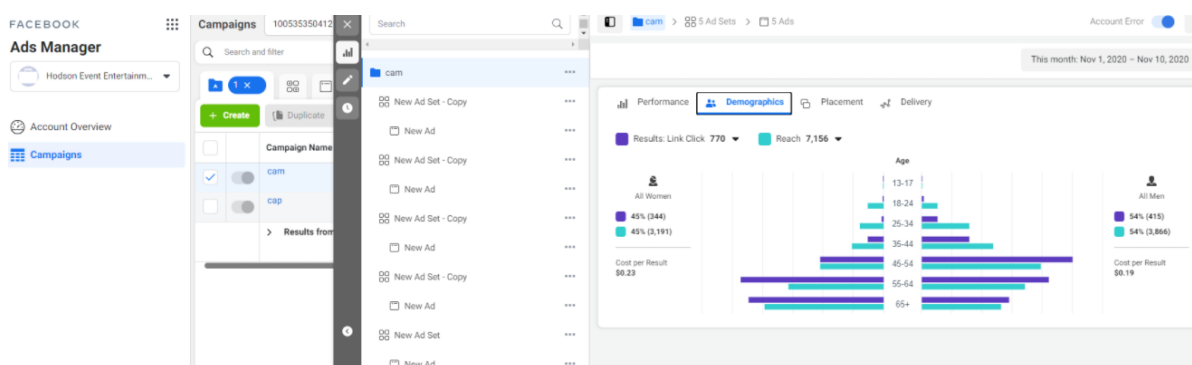 FACEBOOK
Ads Manager
Hodson Event Entertainm...
Account Overview
Campaigns
Campaigns
100535350412
Search and filter
1 ×
+ Create
Duplicate
Campaign Name
cam
cap
Results from
Search
cam
New Ad Set - Copy
New Ad
New Ad Set - Copy
New Ad
New Ad Set - Copy
New Ad
New Ad Set - Copy
New Ad
New Ad Set
New Ad
cam > 5 Ad Sets > 5 Ads
Account Error
This month: Nov 1, 2020 – Nov 10, 2020
Performance
Demographics
Placement
Delivery
Results: Link Click 770
Reach 7,156
Age
All Women
45% (344)
45% (3,191)
Cost per Result
$0.23
13-17
18-24
25-34
35-44
45-54
55-64
65+
All Men
54% (415)
54% (3,866)
Cost per Result
$0.19